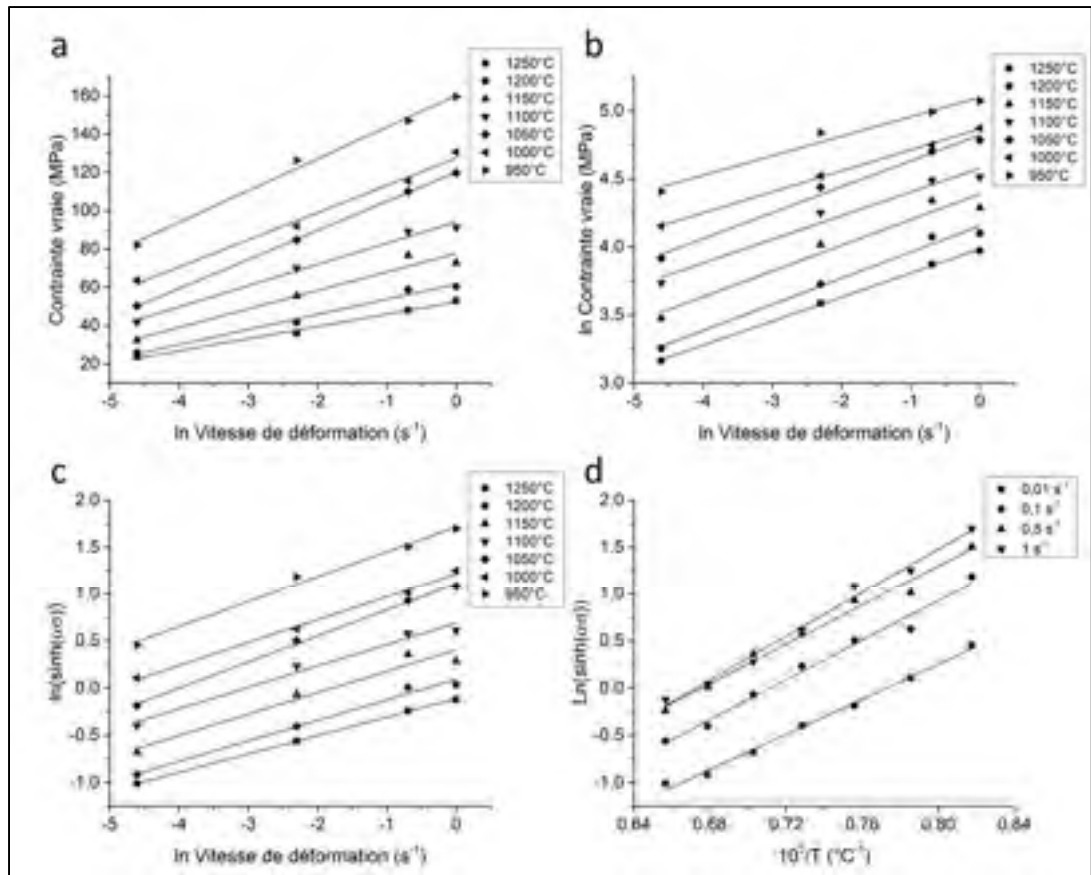 a
1250°C
1200°C
1150°C
1100°C
1050°C
1000°C
950°C
160
140
120
100
80
60
40
20
Contrainte vraie (MPa)
-5 -4 -3 -2 -1 0
ln Vitesse de déformation (s⁻¹)
b
1250°C
1200°C
1150°C
1100°C
1050°C
1000°C
950°C
5.0
4.5
4.0
3.5
3.0
ln Contrainte vraie (MPa)
-5 -4 -3 -2 -1 0
ln Vitesse de déformation (s⁻¹)
c
1250°C
1200°C
1150°C
1100°C
1050°C
1000°C
950°C
2.0
1.5
1.0
0.5
0.0
-0.5
-1.0
ln(sinh(ασ))
-5 -4 -3 -2 -1 0
ln Vitesse de déformation (s⁻¹)
d
0,01 s⁻¹
0,1 s⁻¹
0,5 s⁻¹
1 s⁻¹
2.0
1.5
1.0
0.5
0.0
-0.5
-1.0
Ln(sinh(ασ))
0.64 0.68 0.72 0.76 0.80 0.84
/T (°C⁻¹)